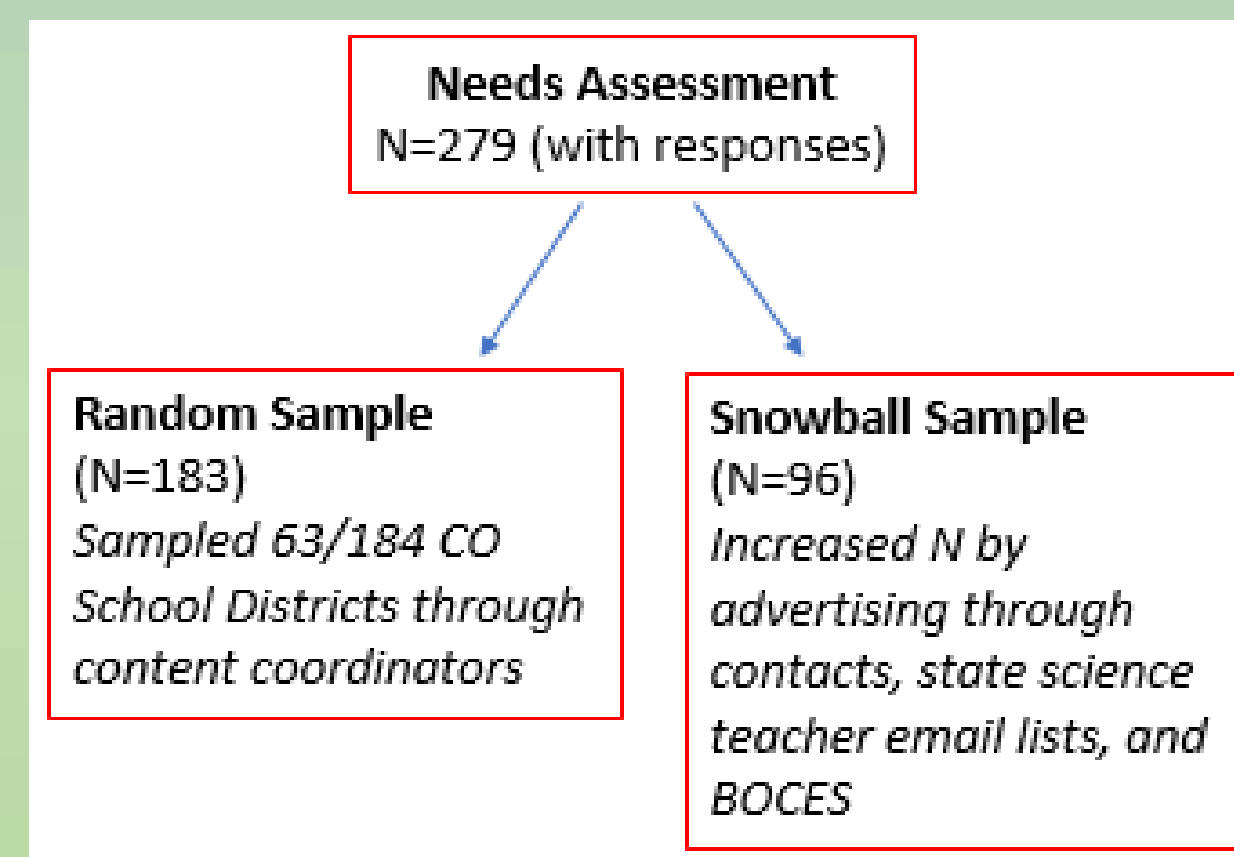 Needs Assessment
N=279 (with responses)
Random Sample
(N=183)
Sampled 63/184 CO
School Districts through
content coordinators
Snowball Sample
(N=96)
Increased N by
advertising through
contacts, state science
teacher email lists, and
BOCES